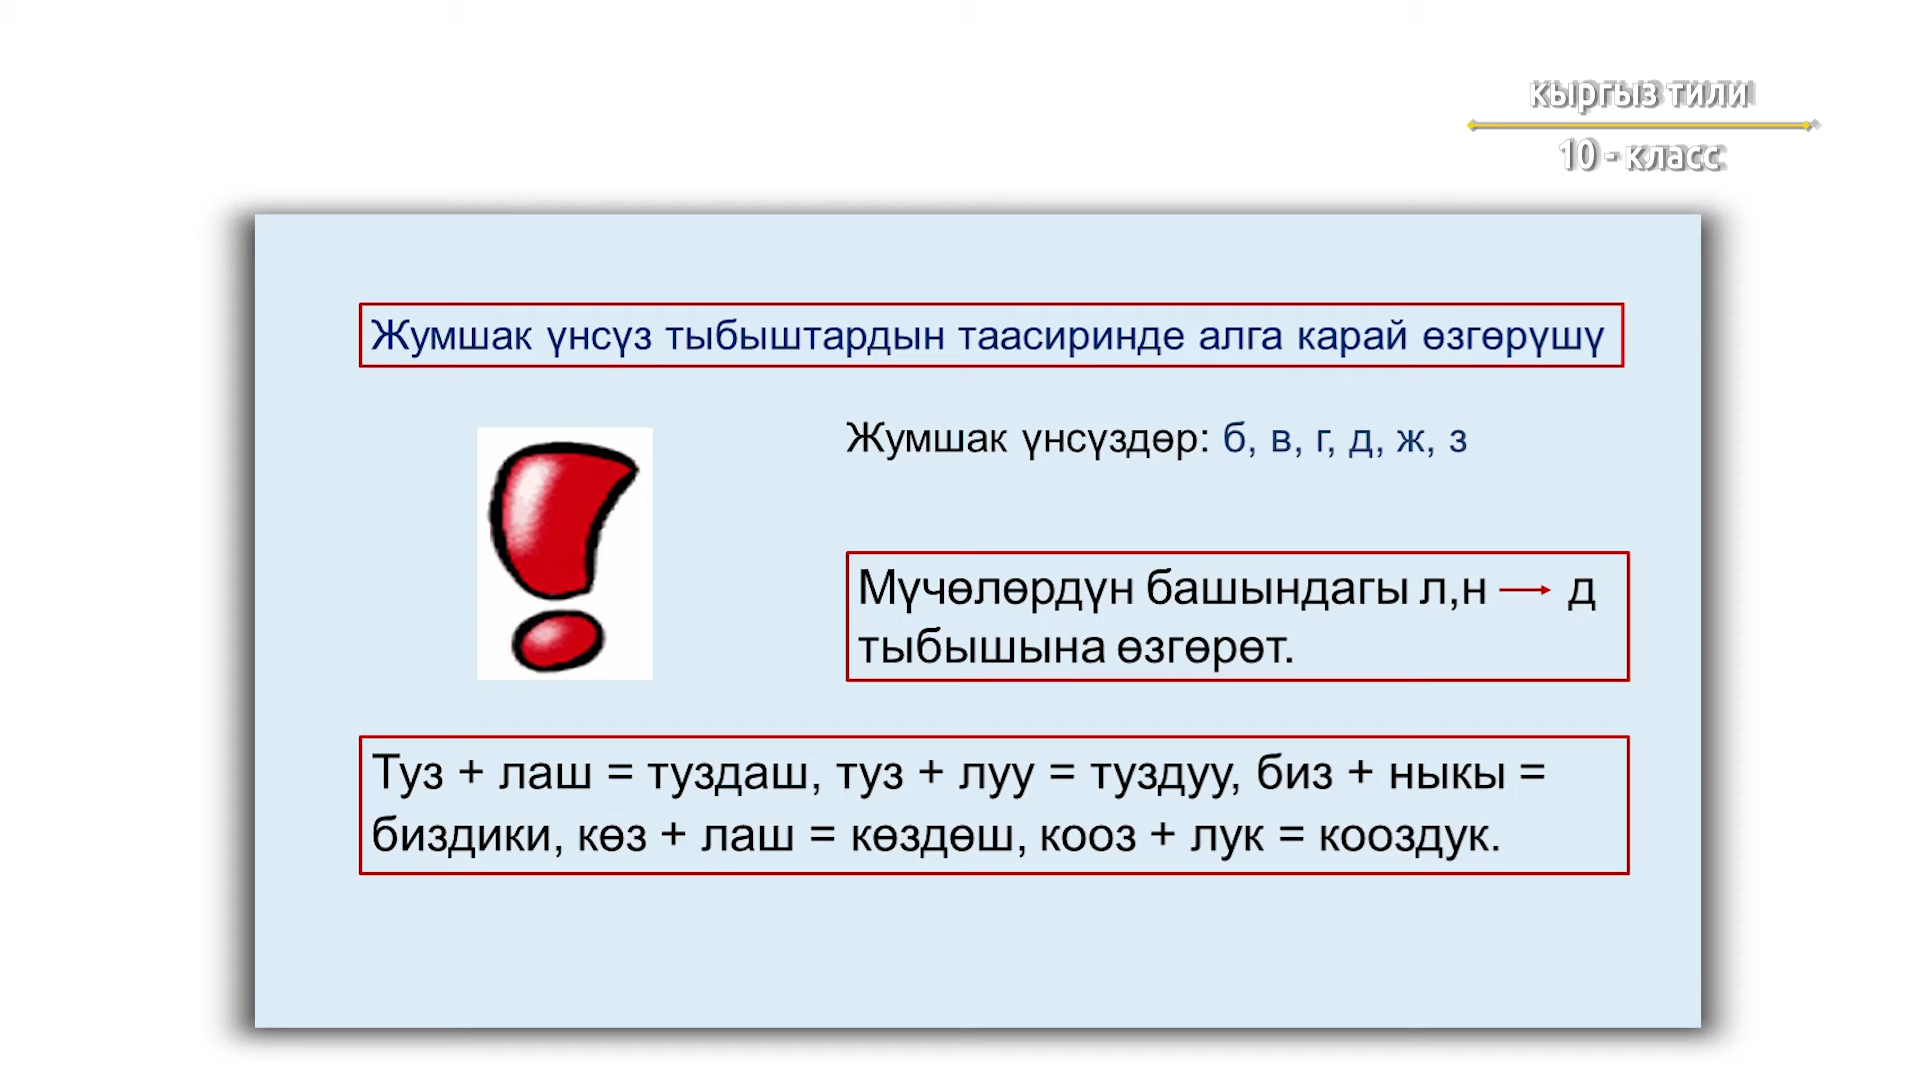 кыргыз тили
10 - класс
Жумшак үнсүз тыбыштардын таасиринде алга карай өзгөрүшү
Жумшак үнсүздөр: б, в, г, д, ж, з
Мүчөлөрдүн башындагы л,н → д
тыбышына өзгөрөт.
Туз + лаш = туздаш, туз + луу = туздуу, биз + ныкы =
биздики, көз + лаш = көздөш, кооз + лук = кооздук.